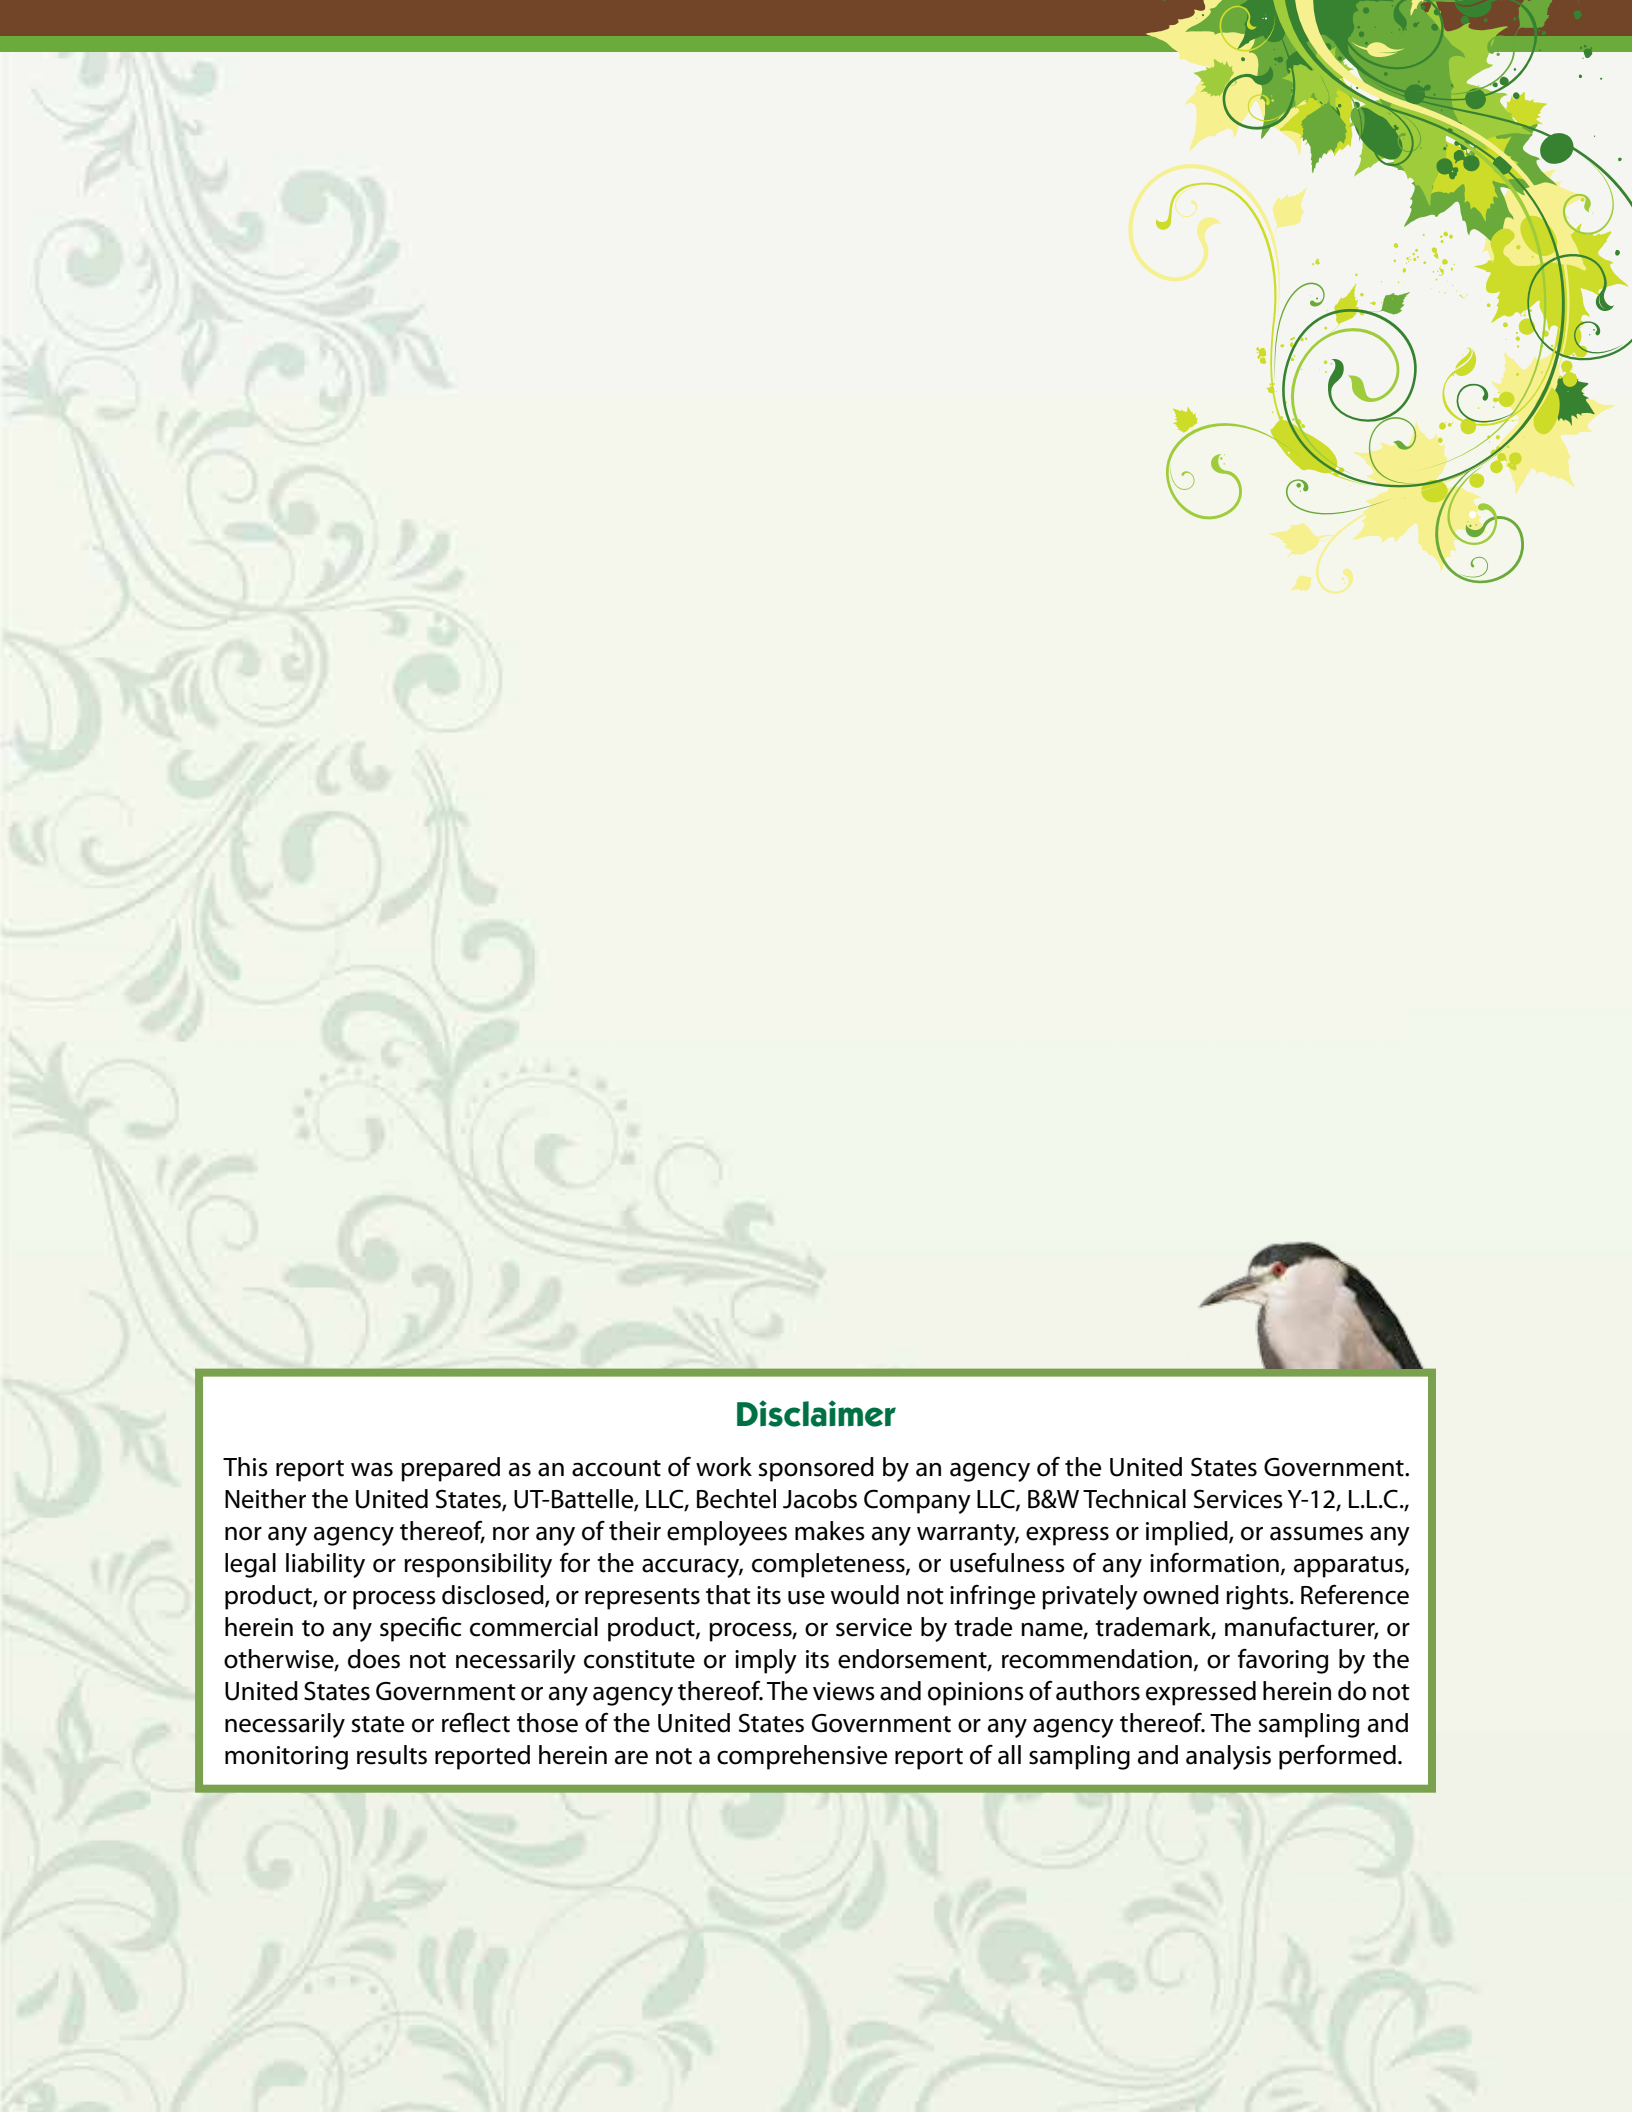 Disclaimer
This report was prepared as an account of work sponsored by an agency of the United States Government.
Neither the United States, UT-Battelle, LLC, Bechtel Jacobs Company LLC, B&W Technical Services Y-12, L.L.C.,
nor any agency thereof, nor any of their employees makes any warranty, express or implied, or assumes any
legal liability or responsibility for the accuracy, completeness, or usefulness of any information, apparatus,
product, or process disclosed, or represents that its use would not infringe privately owned rights. Reference
herein to any specific commercial product, process, or service by trade name, trademark, manufacturer, or
otherwise, does not necessarily constitute or imply its endorsement, recommendation, or favoring by the
United States Government or any agency thereof. The views and opinions of authors expressed herein do not
necessarily state or reflect those of the United States Government or any agency thereof. The sampling and
monitoring results reported herein are not a comprehensive report of all sampling and analysis performed.